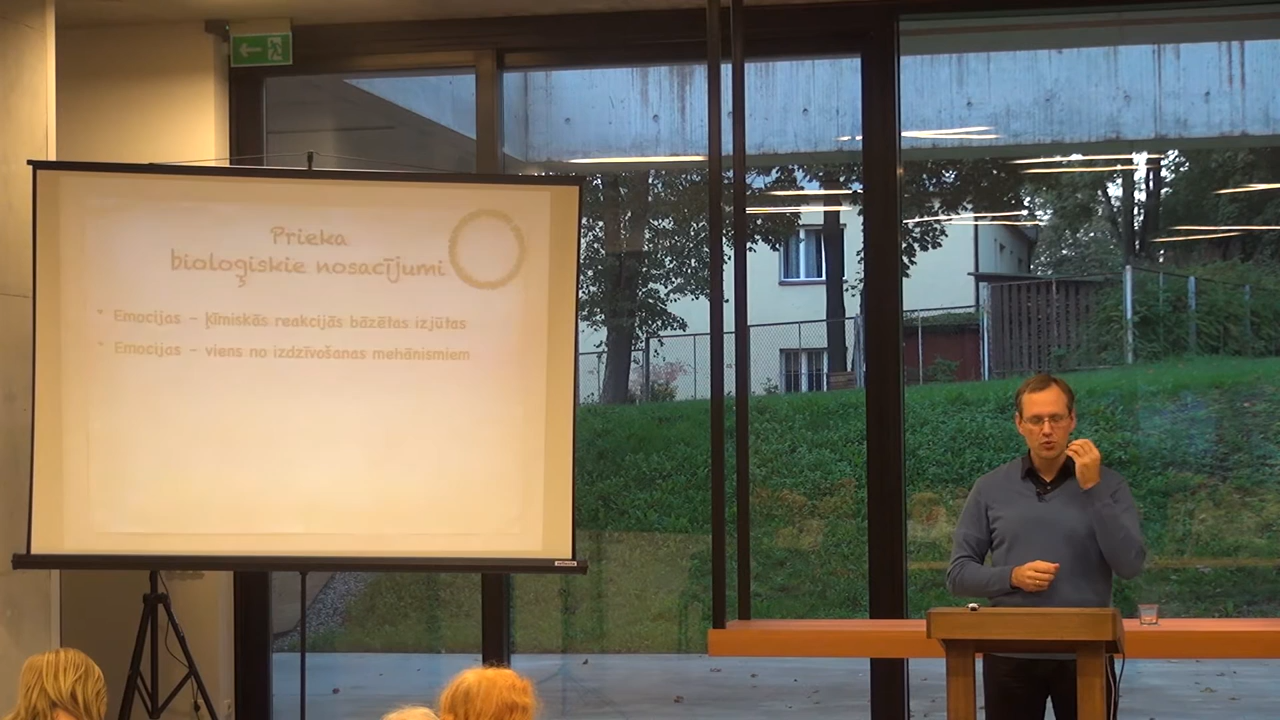 Prieka
bioloģiskie nosacījumi
* Emocijas - ķīmiskās reakcijās bāzētas izjūtas
* Emocijas - viens no izdzīvošanas mehānismiem